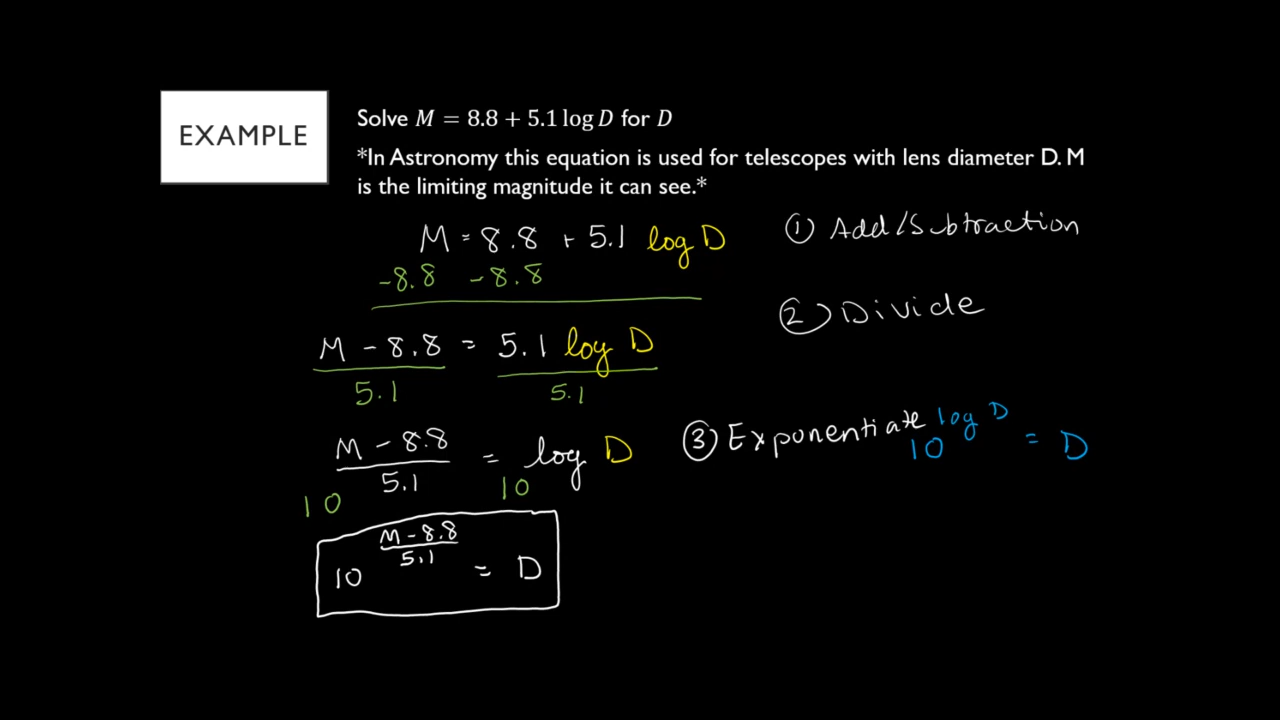 EXAMPLE
Solve M = 8.8 + 5.1 log D for D
*In Astronomy this equation is used for telescopes with lens diameter D. M
is the limiting magnitude it can see.*
M = 8.8 + 5.1 log D
-8.8 -8.8
① Add/Subtraction
② Divide
M - 8.8 = 5.1 log D
5.1 5.1
③ Exponentiate 10^log D = D
M - 8.8 = log D
5.1
10 10
M - 8.8
5.1
10 = D